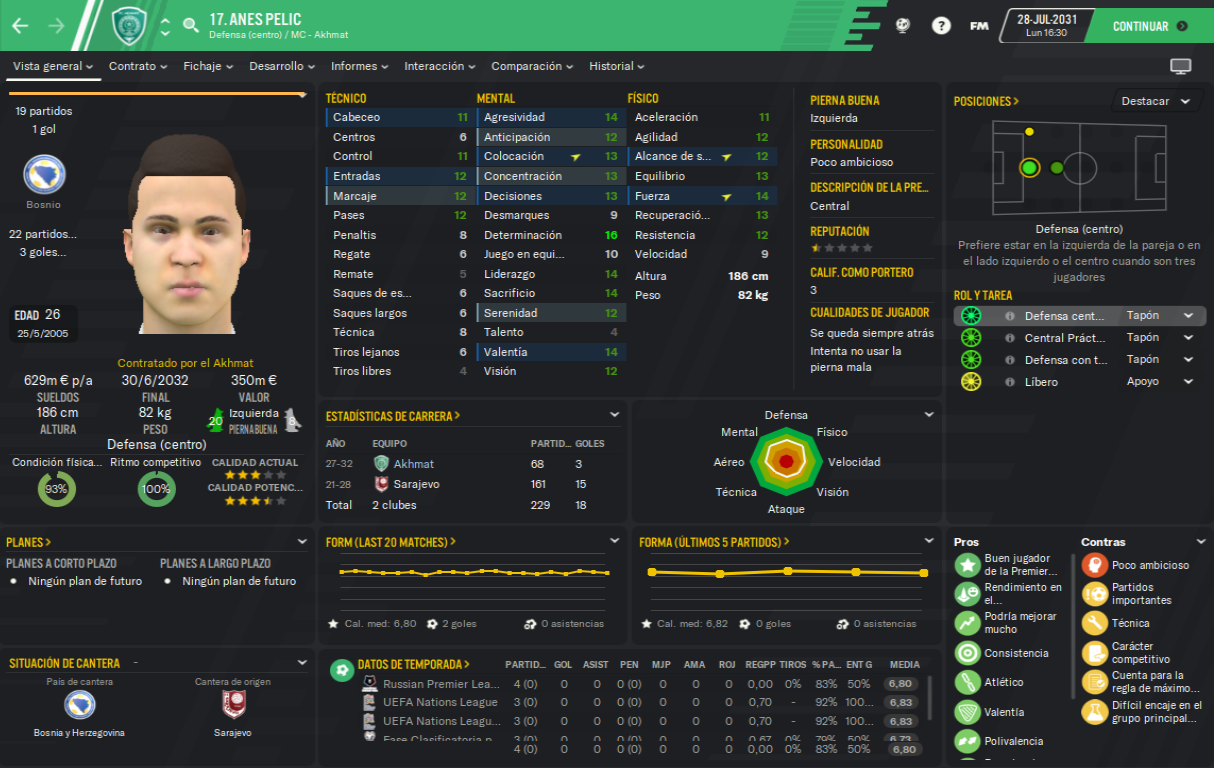 17. ANES PELIC
Defensa (centro) / MC - Akhmat
28-JUL-2031
Lun 16:30
CONTINUAR
FM
?
Vista general
Contrato
Fichaje
Desarrollo
Informes
Interacción
Comparación
Historial
19 partidos
1 gol
Bosnio
22 partidos...
3 goles...
EDAD 26
25/5/2005
Contratado por el Akhmat
629m € p/a
30/6/2032
350m €
SUELDOS
FINAL
VALOR
186 cm
82 kg
20
Izquierda
8
ALTURA
PESO
PIERNA BUENA
Defensa (centro)
Condición física...
Ritmo competitivo
93%
100%
CALIDAD ACTUAL
CALIDAD POTENC...
TÉCNICO
Cabeceo 11
Centros 6
Control 11
Entradas 12
Marcaje 12
Pases 12
Penaltis 8
Regate 6
Remate 5
Saques de es... 6
Saques largos 6
Técnica 8
Tiros lejanos 6
Tiros libres 4
MENTAL
Agresividad 14
Anticipación 12
Colocación 13
Concentración 13
Decisiones 13
Desmarques 9
Determinación 16
Juego en equi... 10
Liderazgo 14
Sacrificio 14
Serenidad 12
Talento 4
Valentía 14
Visión 12
FÍSICO
Aceleración 11
Agilidad 12
Alcance de s... 12
Equilibrio 13
Fuerza 14
Recuperació... 13
Resistencia 12
Velocidad 9
Altura 186 cm
Peso 82 kg
PIERNA BUENA
Izquierda
PERSONALIDAD
Poco ambicioso
DESCRIPCIÓN DE LA PRE...
Central
REPUTACIÓN
CALIF. COMO PORTERO
3
CUALIDADES DE JUGADOR
Se queda siempre atrás
Intenta no usar la
pierna mala
POSICIONES >
Destacar
Defensa (centro)
Prefiere estar en la izquierda de la pareja o en
el lado izquierdo o el centro cuando son tres
jugadores
ROL Y TAREA
Defensa cent... Tapón
Central Práct... Tapón
Defensa con t... Tapón
Líbero Apoyo
ESTADÍSTICAS DE CARRERA >
AÑO EQUIPO PARTID... GOLES
27-32 Akhmat 68 3
21-28 Sarajevo 161 15
Total 2 clubes 229 18
Defensa
Mental Físico
Aéreo Velocidad
Técnica Visión
Ataque
PLANES >
PLANES A CORTO PLAZO
Ningún plan de futuro
PLANES A LARGO PLAZO
Ningún plan de futuro
FORM (LAST 20 MATCHES) >
Cal. med: 6,80 2 goles 0 asistencias
FORMA (ÚLTIMOS 5 PARTIDOS) >
Cal. med: 6,82 0 goles 0 asistencias
Pros
Buen jugador
de la Premier...
Rendimiento en
el...
Podría mejorar
mucho
Consistencia
Atlético
Valentía
Polivalencia
Contras
Poco ambicioso
Partidos
importantes
Técnica
Carácter
competitivo
Cuenta para la
regla de máximo...
Difícil encaje en el
grupo principal...
SITUACIÓN DE CANTERA -
País de cantera
Bosnia y Herzegovina
Cantera de origen
Sarajevo
DATOS DE TEMPORADA >
PARTID... GOL ASIST PEN MJP AMA ROJ REGPP TIROS % PA... ENT G MEDIA
Russian Premier Lea... 4 (0) 0 0 0 (0) 0 0 0 0,00 0% 83% 50% 6,80
UEFA Nations League 3 (0) 0 0 0 (0) 0 0 0 0,70 - 92% 100... 6,83
UEFA Nations Leagu... 3 (0) 0 0 0 (0) 0 0 0 0,70 - 92% 100... 6,83
4 (0) 0 0 0 (0) 0 0 0 0,00 0% 83% 50% 6,80